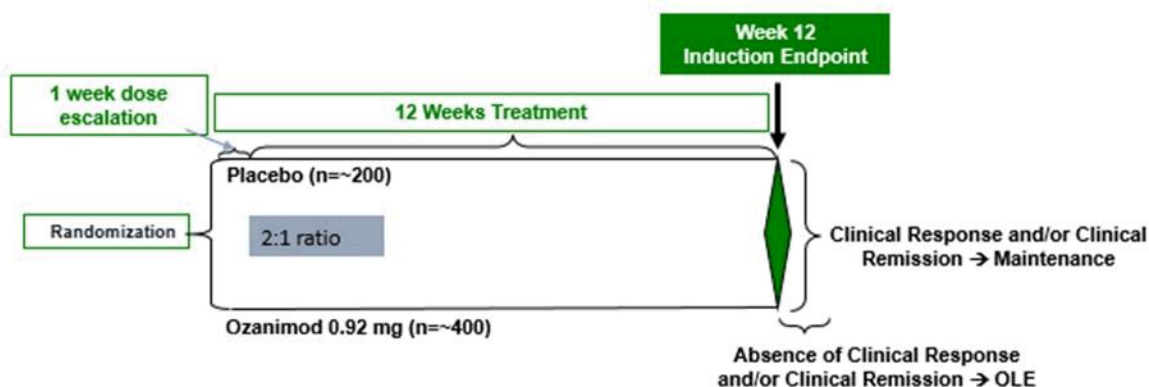 Week 12
Induction Endpoint
1 week dose
escalation
12 Weeks Treatment
Placebo (n=~200)
Randomization
2:1 ratio
Clinical Response and/or Clinical
Remission → Maintenance
Ozanimod 0.92 mg (n=~400)
Absence of Clinical Response
and/or Clinical Remission → OLE